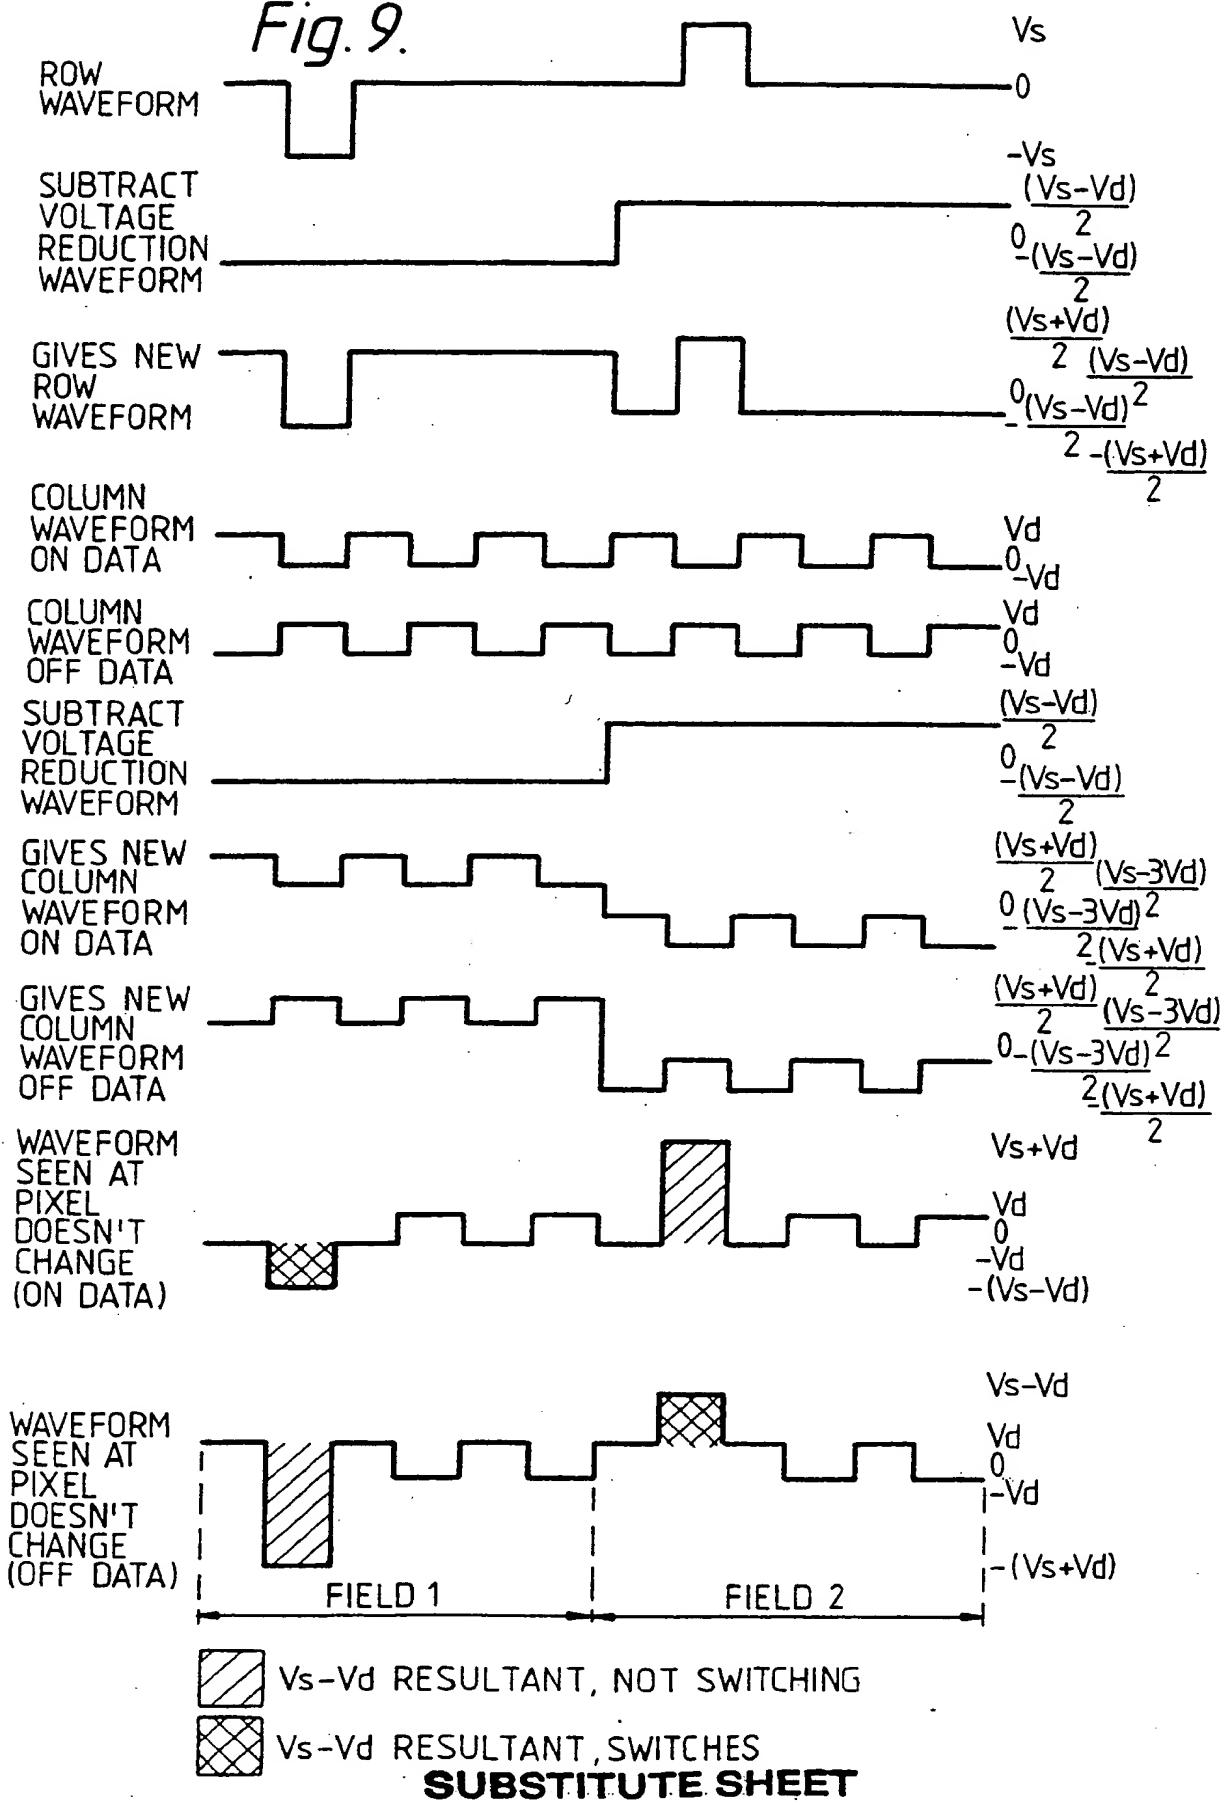 Fig. 9.
ROW
WAVEFORM
Vs
0
-Vs
SUBTRACT
VOLTAGE
REDUCTION
WAVEFORM
(Vs-Vd)
2
0
-(Vs-Vd)
2
GIVES NEW
ROW
WAVEFORM
(Vs+Vd)
2
(Vs-Vd)
2
0
-(Vs-Vd)
2
-(Vs+Vd)
2
COLUMN
WAVEFORM
ON DATA
Vd
0
-Vd
COLUMN
WAVEFORM
OFF DATA
Vd
0
-Vd
SUBTRACT
VOLTAGE
REDUCTION
WAVEFORM
(Vs-Vd)
2
0
-(Vs-Vd)
2
GIVES NEW
COLUMN
WAVEFORM
ON DATA
(Vs+Vd)
2
(Vs-3Vd)
2
0
-(Vs-3Vd)
2
-(Vs+Vd)
2
GIVES NEW
COLUMN
WAVEFORM
OFF DATA
(Vs+Vd)
2
(Vs-3Vd)
2
0
-(Vs-3Vd)
2
-(Vs+Vd)
2
WAVEFORM
SEEN AT
PIXEL
DOESN'T
CHANGE
(ON DATA)
Vs+Vd
Vd
0
-Vd
-(Vs-Vd)
WAVEFORM
SEEN AT
PIXEL
DOESN'T
CHANGE
(OFF DATA)
Vs-Vd
Vd
0
-Vd
-(Vs+Vd)
FIELD 1
FIELD 2
Vs-Vd RESULTANT, NOT SWITCHING
Vs-Vd RESULTANT, SWITCHES
SUBSTITUTE SHEET